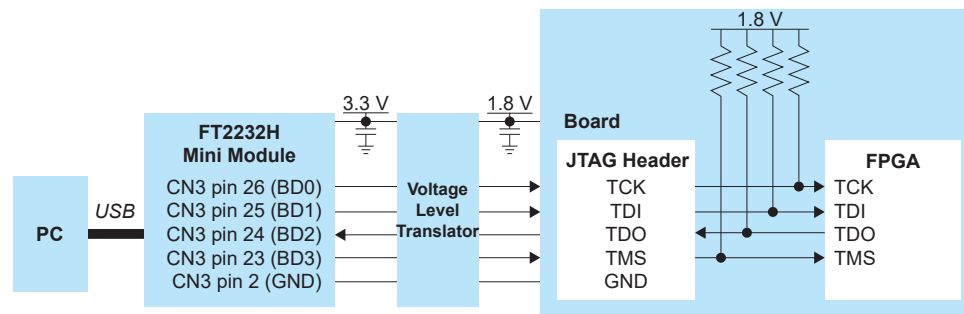 1.8 V
3.3 V
1.8 V
Board
FT2232H
Mini Module
JTAG Header
FPGA
CN3 pin 26 (BD0)
TCK
TCK
CN3 pin 25 (BD1)
Voltage
Level
Translator
TDI
TDI
PC
USB
CN3 pin 24 (BD2)
TDO
TDO
CN3 pin 23 (BD3)
TMS
TMS
CN3 pin 2 (GND)
GND